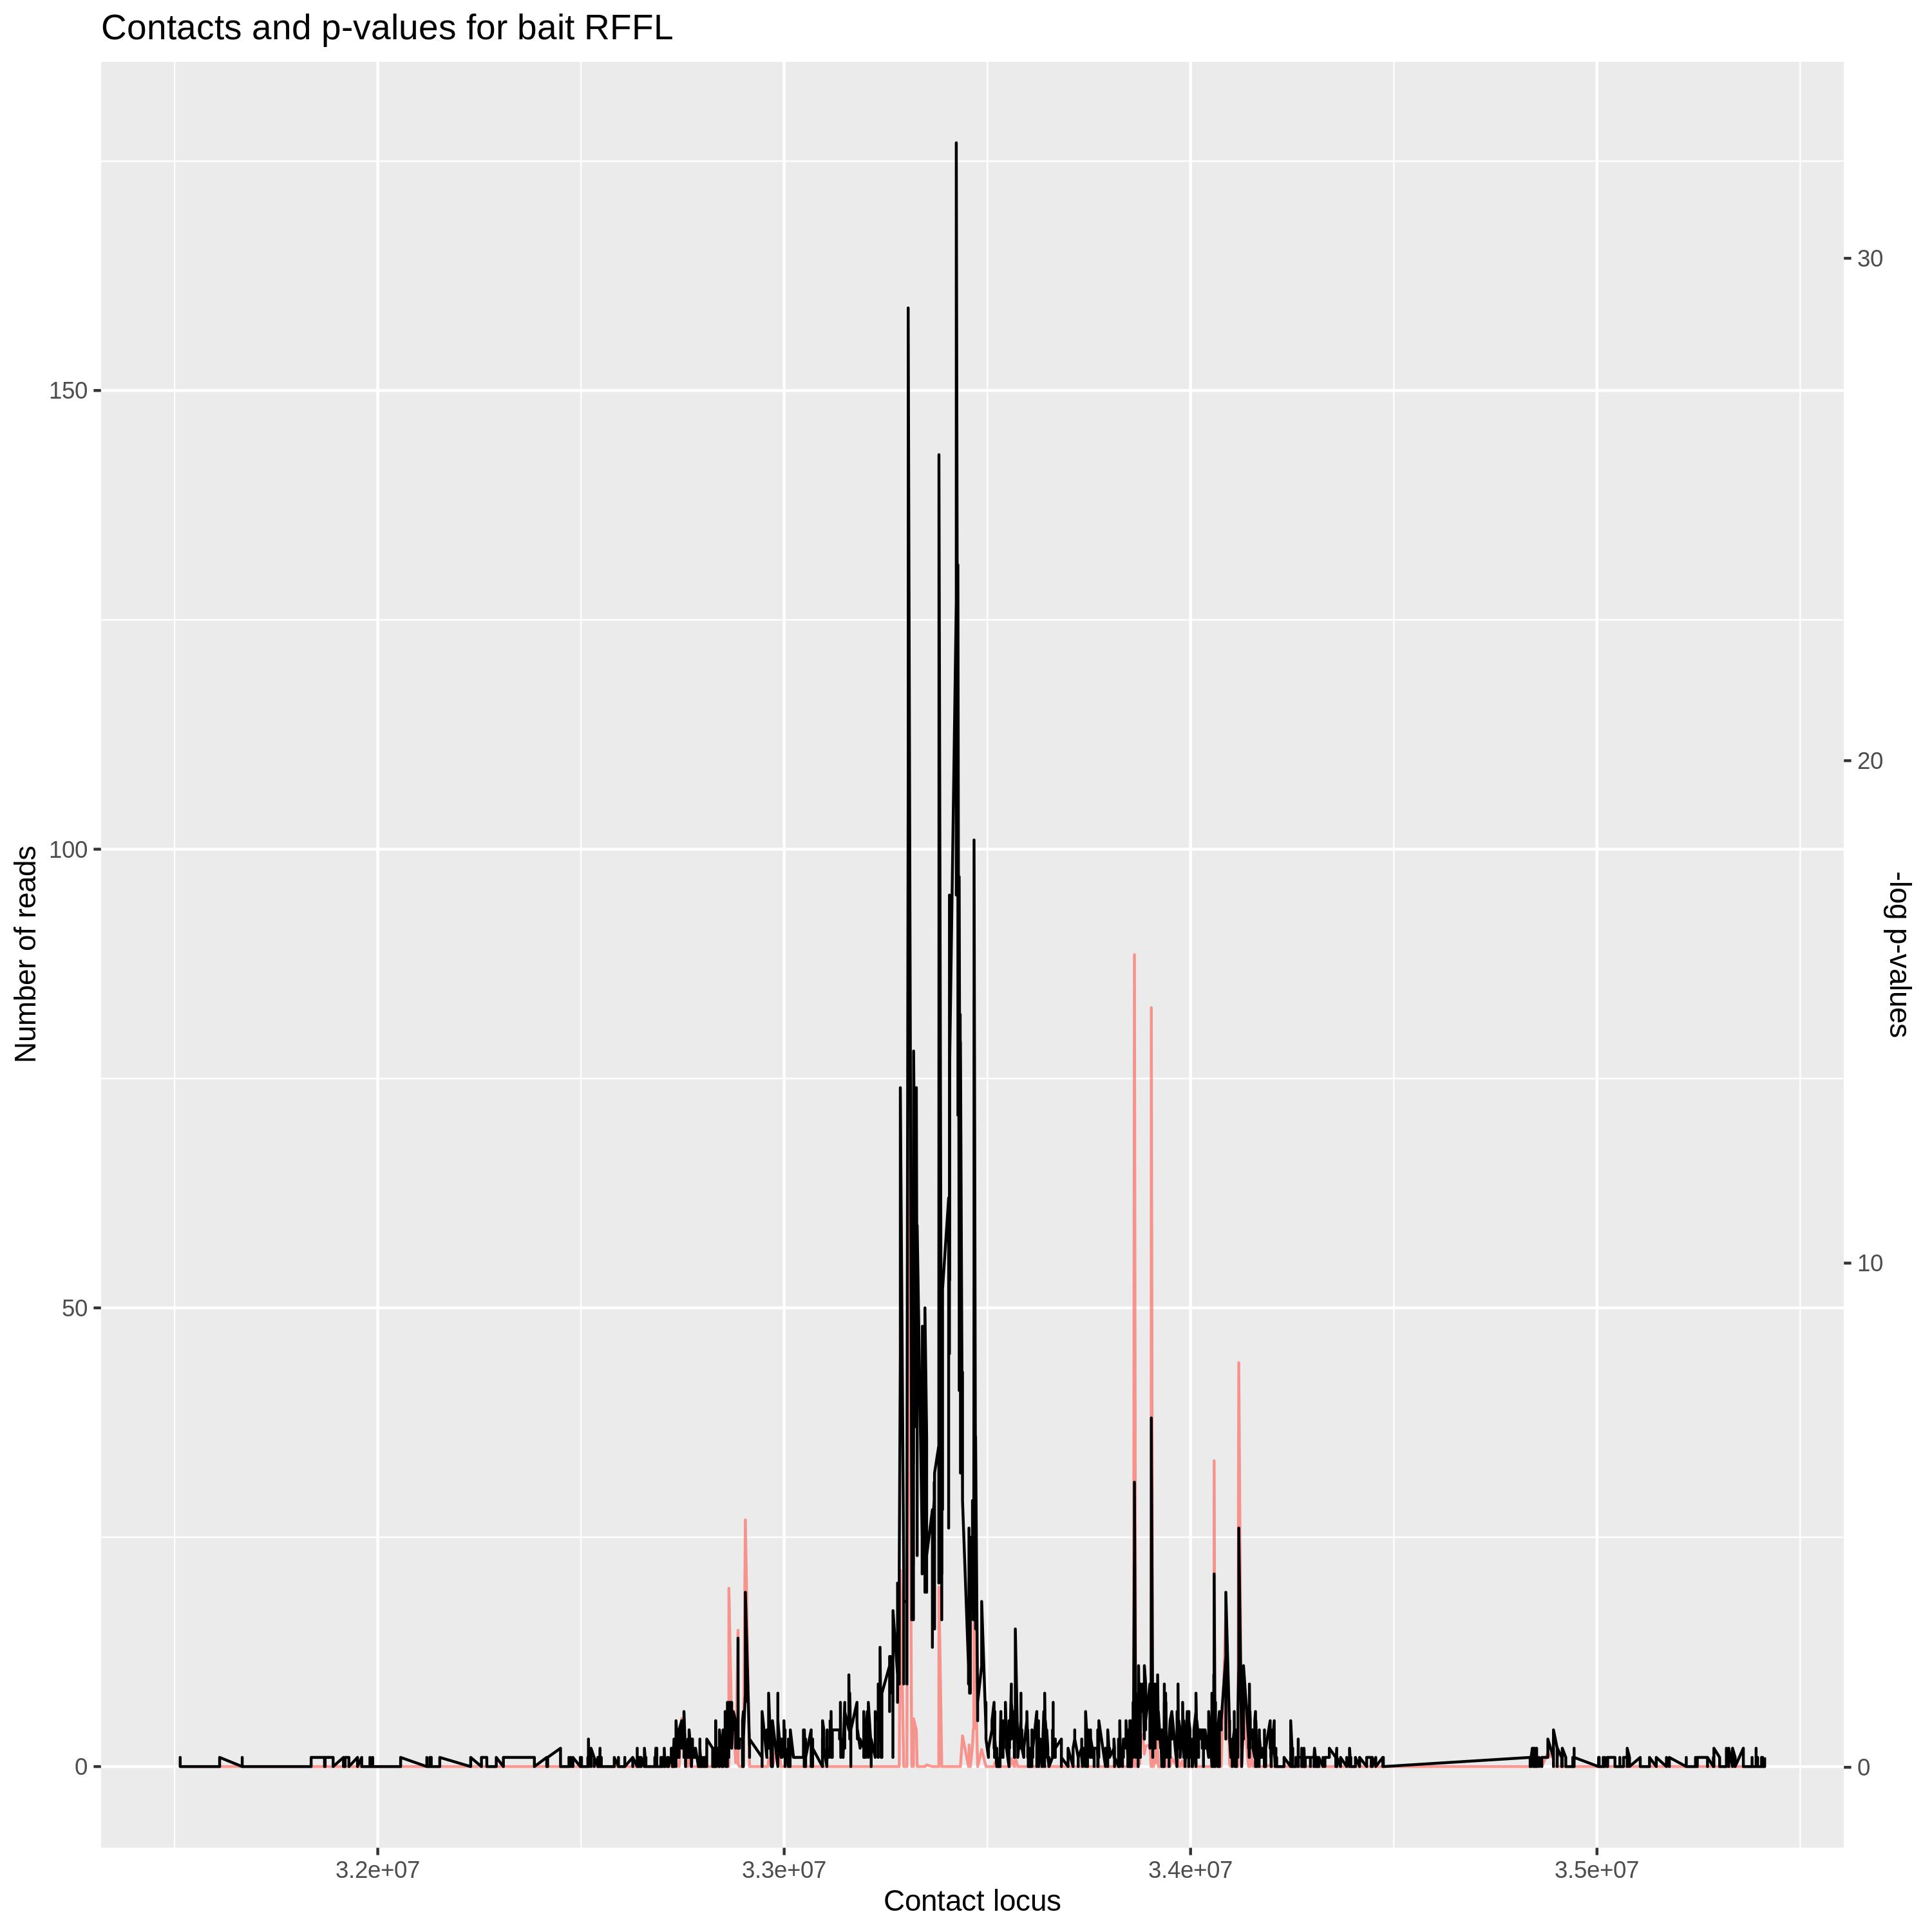 Contacts and p-values for bait RFFL
Number of reads
150
100
50
0
30
20
10
0
-log p-values
3.2e+07
3.3e+07
3.4e+07
3.5e+07
Contact locus